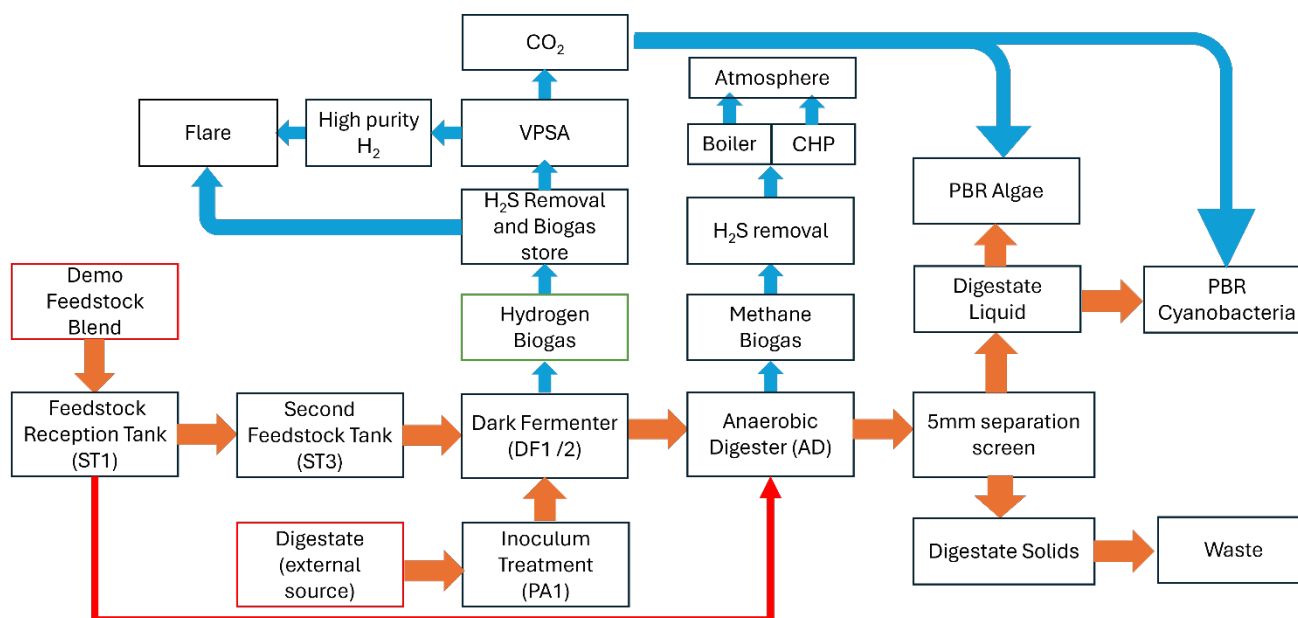 CO₂
Atmosphere
Flare
High purity
H₂
VPSA
Boiler
CHP
PBR Algae
H₂S Removal
and Biogas
store
H₂S removal
Demo
Feedstock
Blend
Hydrogen
Biogas
Methane
Biogas
Digestate
Liquid
PBR
Cyanobacteria
Feedstock
Reception Tank
(ST1)
Second
Feedstock Tank
(ST3)
Dark Fermenter
(DF1 /2)
Anaerobic
Digester (AD)
5mm separation
screen
Digestate
(external
source)
Inoculum
Treatment
(PA1)
Digestate Solids
Waste